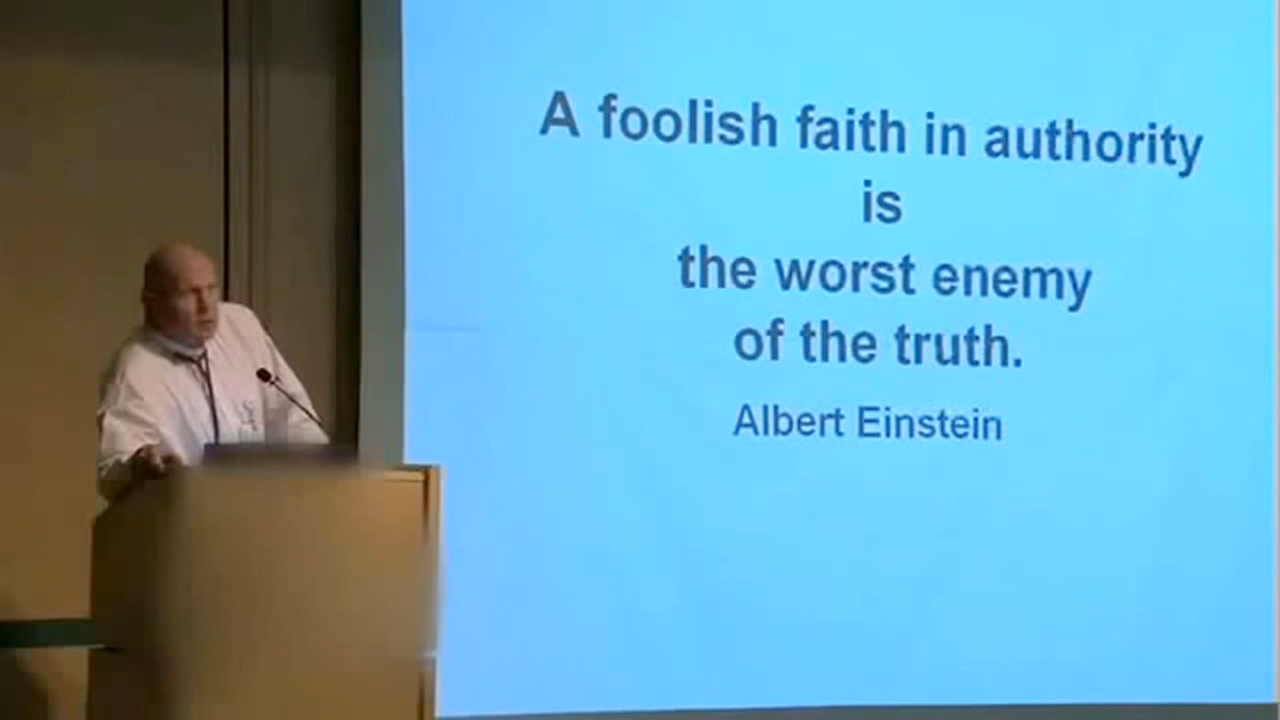 A foolish faith in authority
is
the worst enemy
of the truth.
Albert Einstein